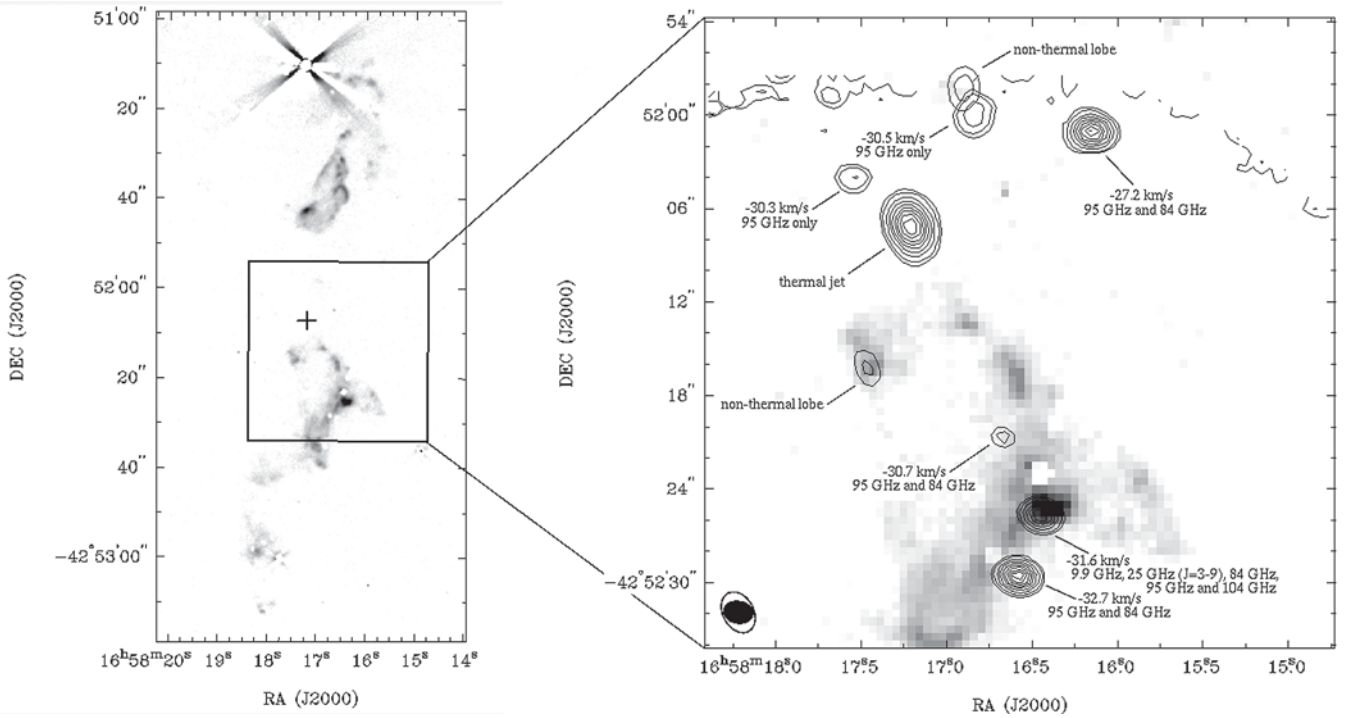 51'00"
20"
40"
52'00"
20"
40"
-42°53'00"
DEC (J2000)
16h58m20s 19s 18s 17s 16s 15s 14s
RA (J2000)
54"
52'00"
06"
12"
18"
24"
-42°52'30"
DEC (J2000)
non-thermal lobe
-30.5 km/s
95 GHz only
-27.2 km/s
95 GHz and 84 GHz
-30.3 km/s
95 GHz only
thermal jet
non-thermal lobe
-30.7 km/s
95 GHz and 84 GHz
-31.6 km/s
9.9 GHz, 25 GHz (J=3-9), 84 GHz,
95 GHz and 104 GHz
-32.7 km/s
95 GHz and 84 GHz
16h58m18s.0 17s.5 17s.0 16s.5 16s.0 15s.5 15s.0
RA (J2000)